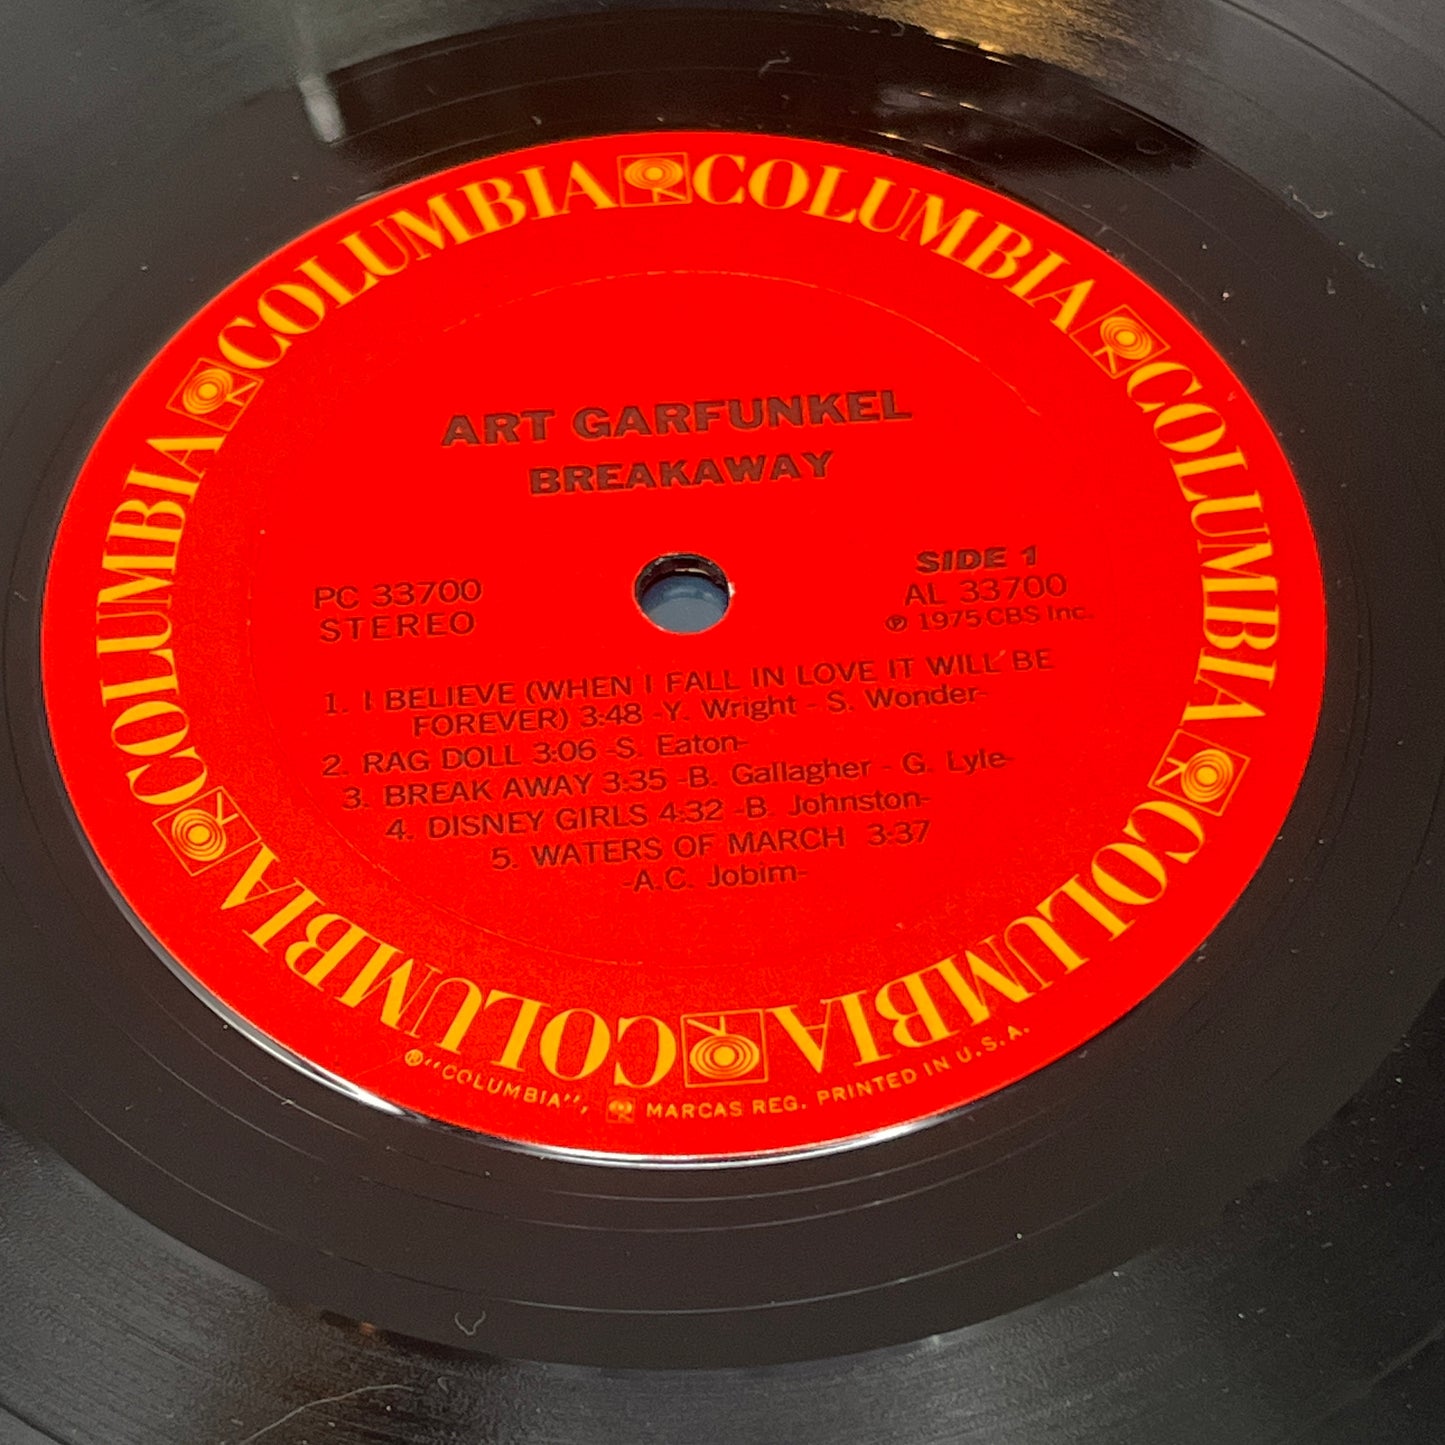 COLUMBIA COLUMBIA COLUMBIA COLUMBIA COLUMBIA COLUMBIA
ART GARFUNKEL
BREAKAWAY
PC 33700
STEREO
SIDE 1
AL 33700
℗ 1975 CBS Inc.
1. I BELIEVE (WHEN I FALL IN LOVE IT WILL BE
FOREVER) 3:48 -Y. Wright - S. Wonder-
2. RAG DOLL 3:06 -S. Eaton-
3. BREAK AWAY 3:35 -B. Gallagher - G. Lyle-
4. DISNEY GIRLS 4:32 -B. Johnston-
5. WATERS OF MARCH 3:37
-A.C. Jobim-
® "COLUMBIA", MARCAS REG. PRINTED IN U.S.A.